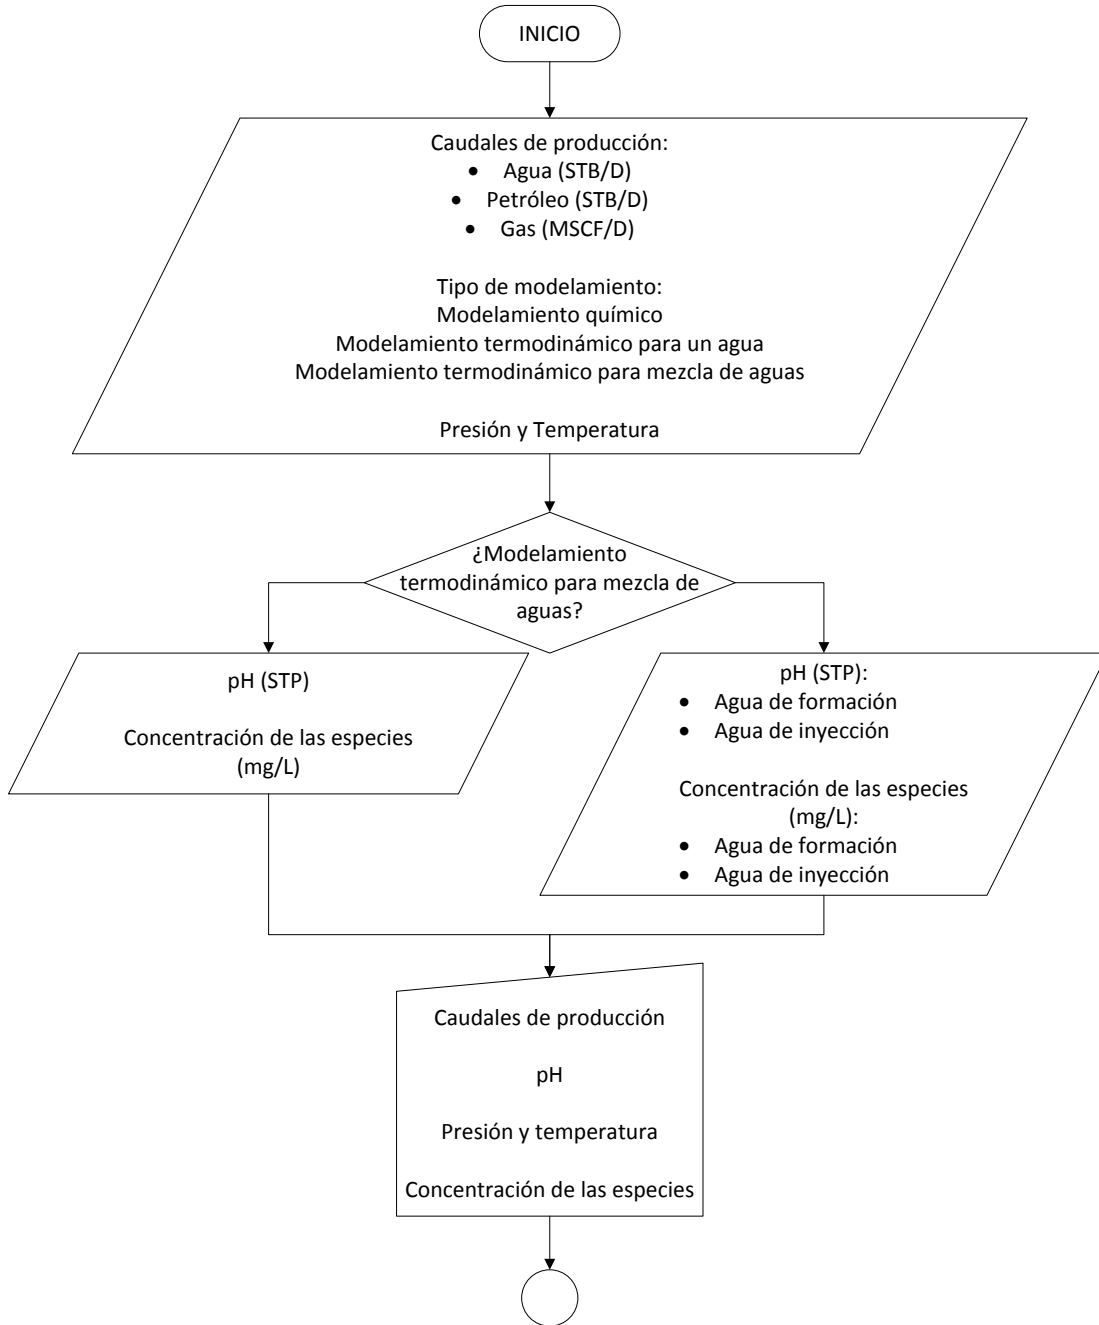 INICIO
Caudales de producción:
• Agua (STB/D)
• Petróleo (STB/D)
• Gas (MSCF/D)
Tipo de modelamiento:
Modelamiento químico
Modelamiento termodinámico para un agua
Modelamiento termodinámico para mezcla de aguas
Presión y Temperatura
¿Modelamiento
termodinámico para mezcla de
aguas?
pH (STP)
Concentración de las especies
(mg/L)
pH (STP):
• Agua de formación
• Agua de inyección
Concentración de las especies
(mg/L):
• Agua de formación
• Agua de inyección
Caudales de producción
pH
Presión y temperatura
Concentración de las especies